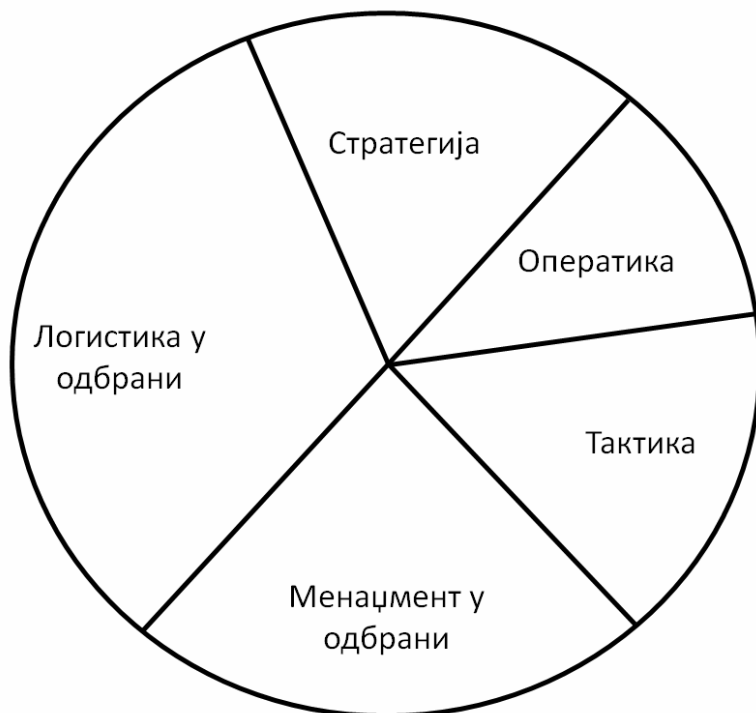 Стратегија
Оператика
Логистика у
одбрани
Тактика
Менаџмент у
одбрани